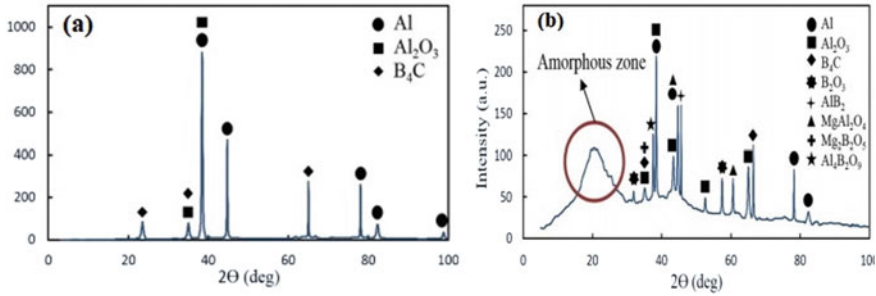 (a)
Al
Al₂O₃
B₄C
1000
800
600
400
200
0
0 20 40 60 80 100
2Θ (deg)
(b)
Al
Al₂O₃
B₄C
B₂O₃
AlB₂
MgAl₂O₄
Mg₂B₂O₅
Al₄B₂O₉
Amorphous zone
Intensity (a.u.)
250
200
150
100
50
0
0 20 40 60 80 100
2Θ (deg)